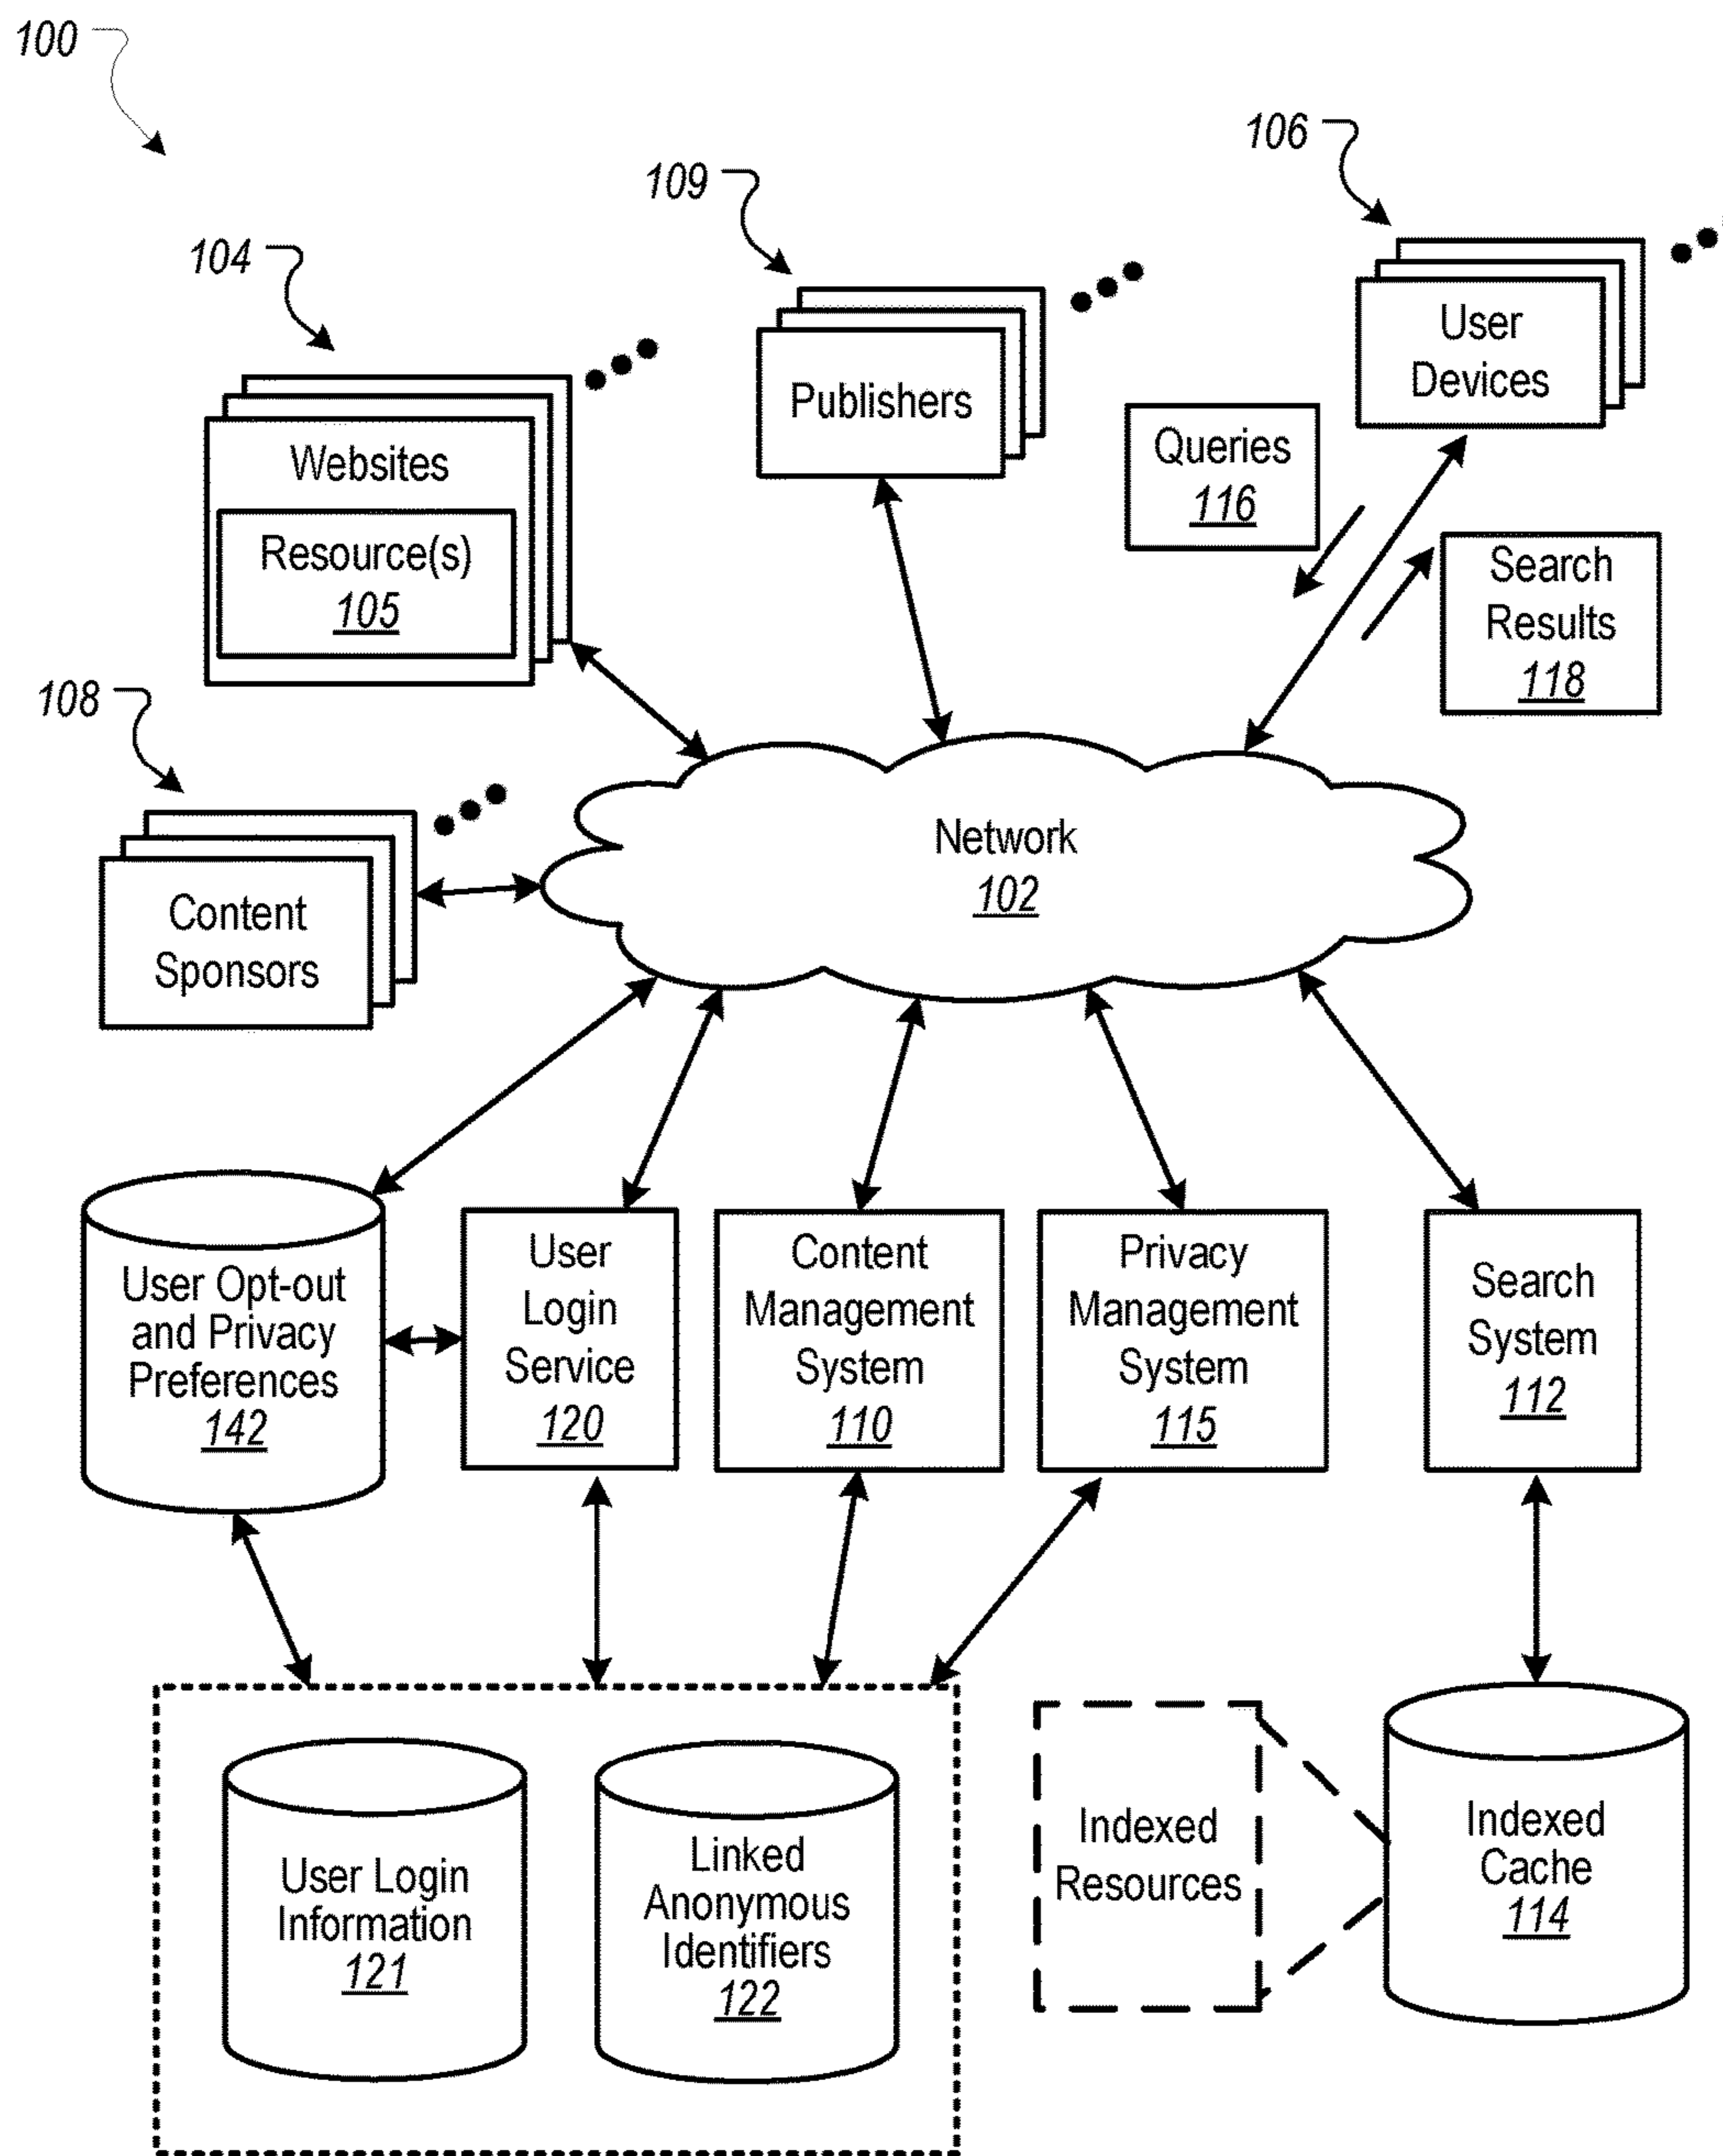 100
106
109
104
User
Devices
Publishers
Queries
116
Websites
Resource(s)
105
Search
Results
118
108
Network
102
Content
Sponsors
User Opt-out
and Privacy
Preferences
142
User
Login
Service
120
Content
Management
System
110
Privacy
Management
System
115
Search
System
112
User Login
Information
121
Linked
Anonymous
Identifiers
122
Indexed
Resources
Indexed
Cache
114